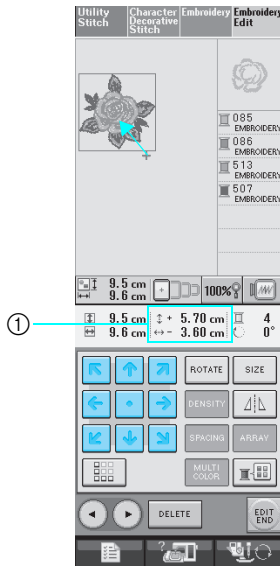 Utility Stitch
Character Decorative Stitch
Embroidery
Embroidery Edit
085
EMBROIDERY
086
EMBROIDERY
513
EMBROIDERY
507
EMBROIDERY
9.5 cm
9.6 cm
100%
①
9.5 cm + 5.70 cm 4
9.6 cm - 3.60 cm 0°
ROTATE SIZE
DENSITY
SPACING ARRAY
MULTI COLOR
DELETE
EDIT END